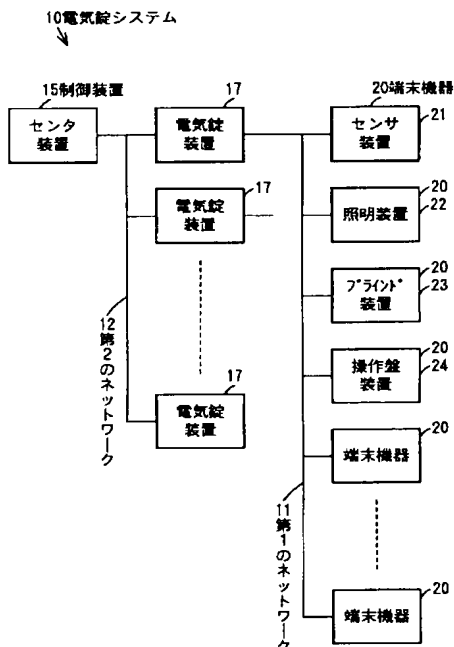 10電気錠システム
15制御装置
センタ
装置
17
電気錠
装置
20端末機器
センサ
装置
21
17
電気錠
装置
20
照明装置
22
20
ブラインド
装置
23
20
操作盤
装置
24
17
電気錠
装置
20
端末機器
20
端末機器
12第2のネットワーク
11第1のネットワーク